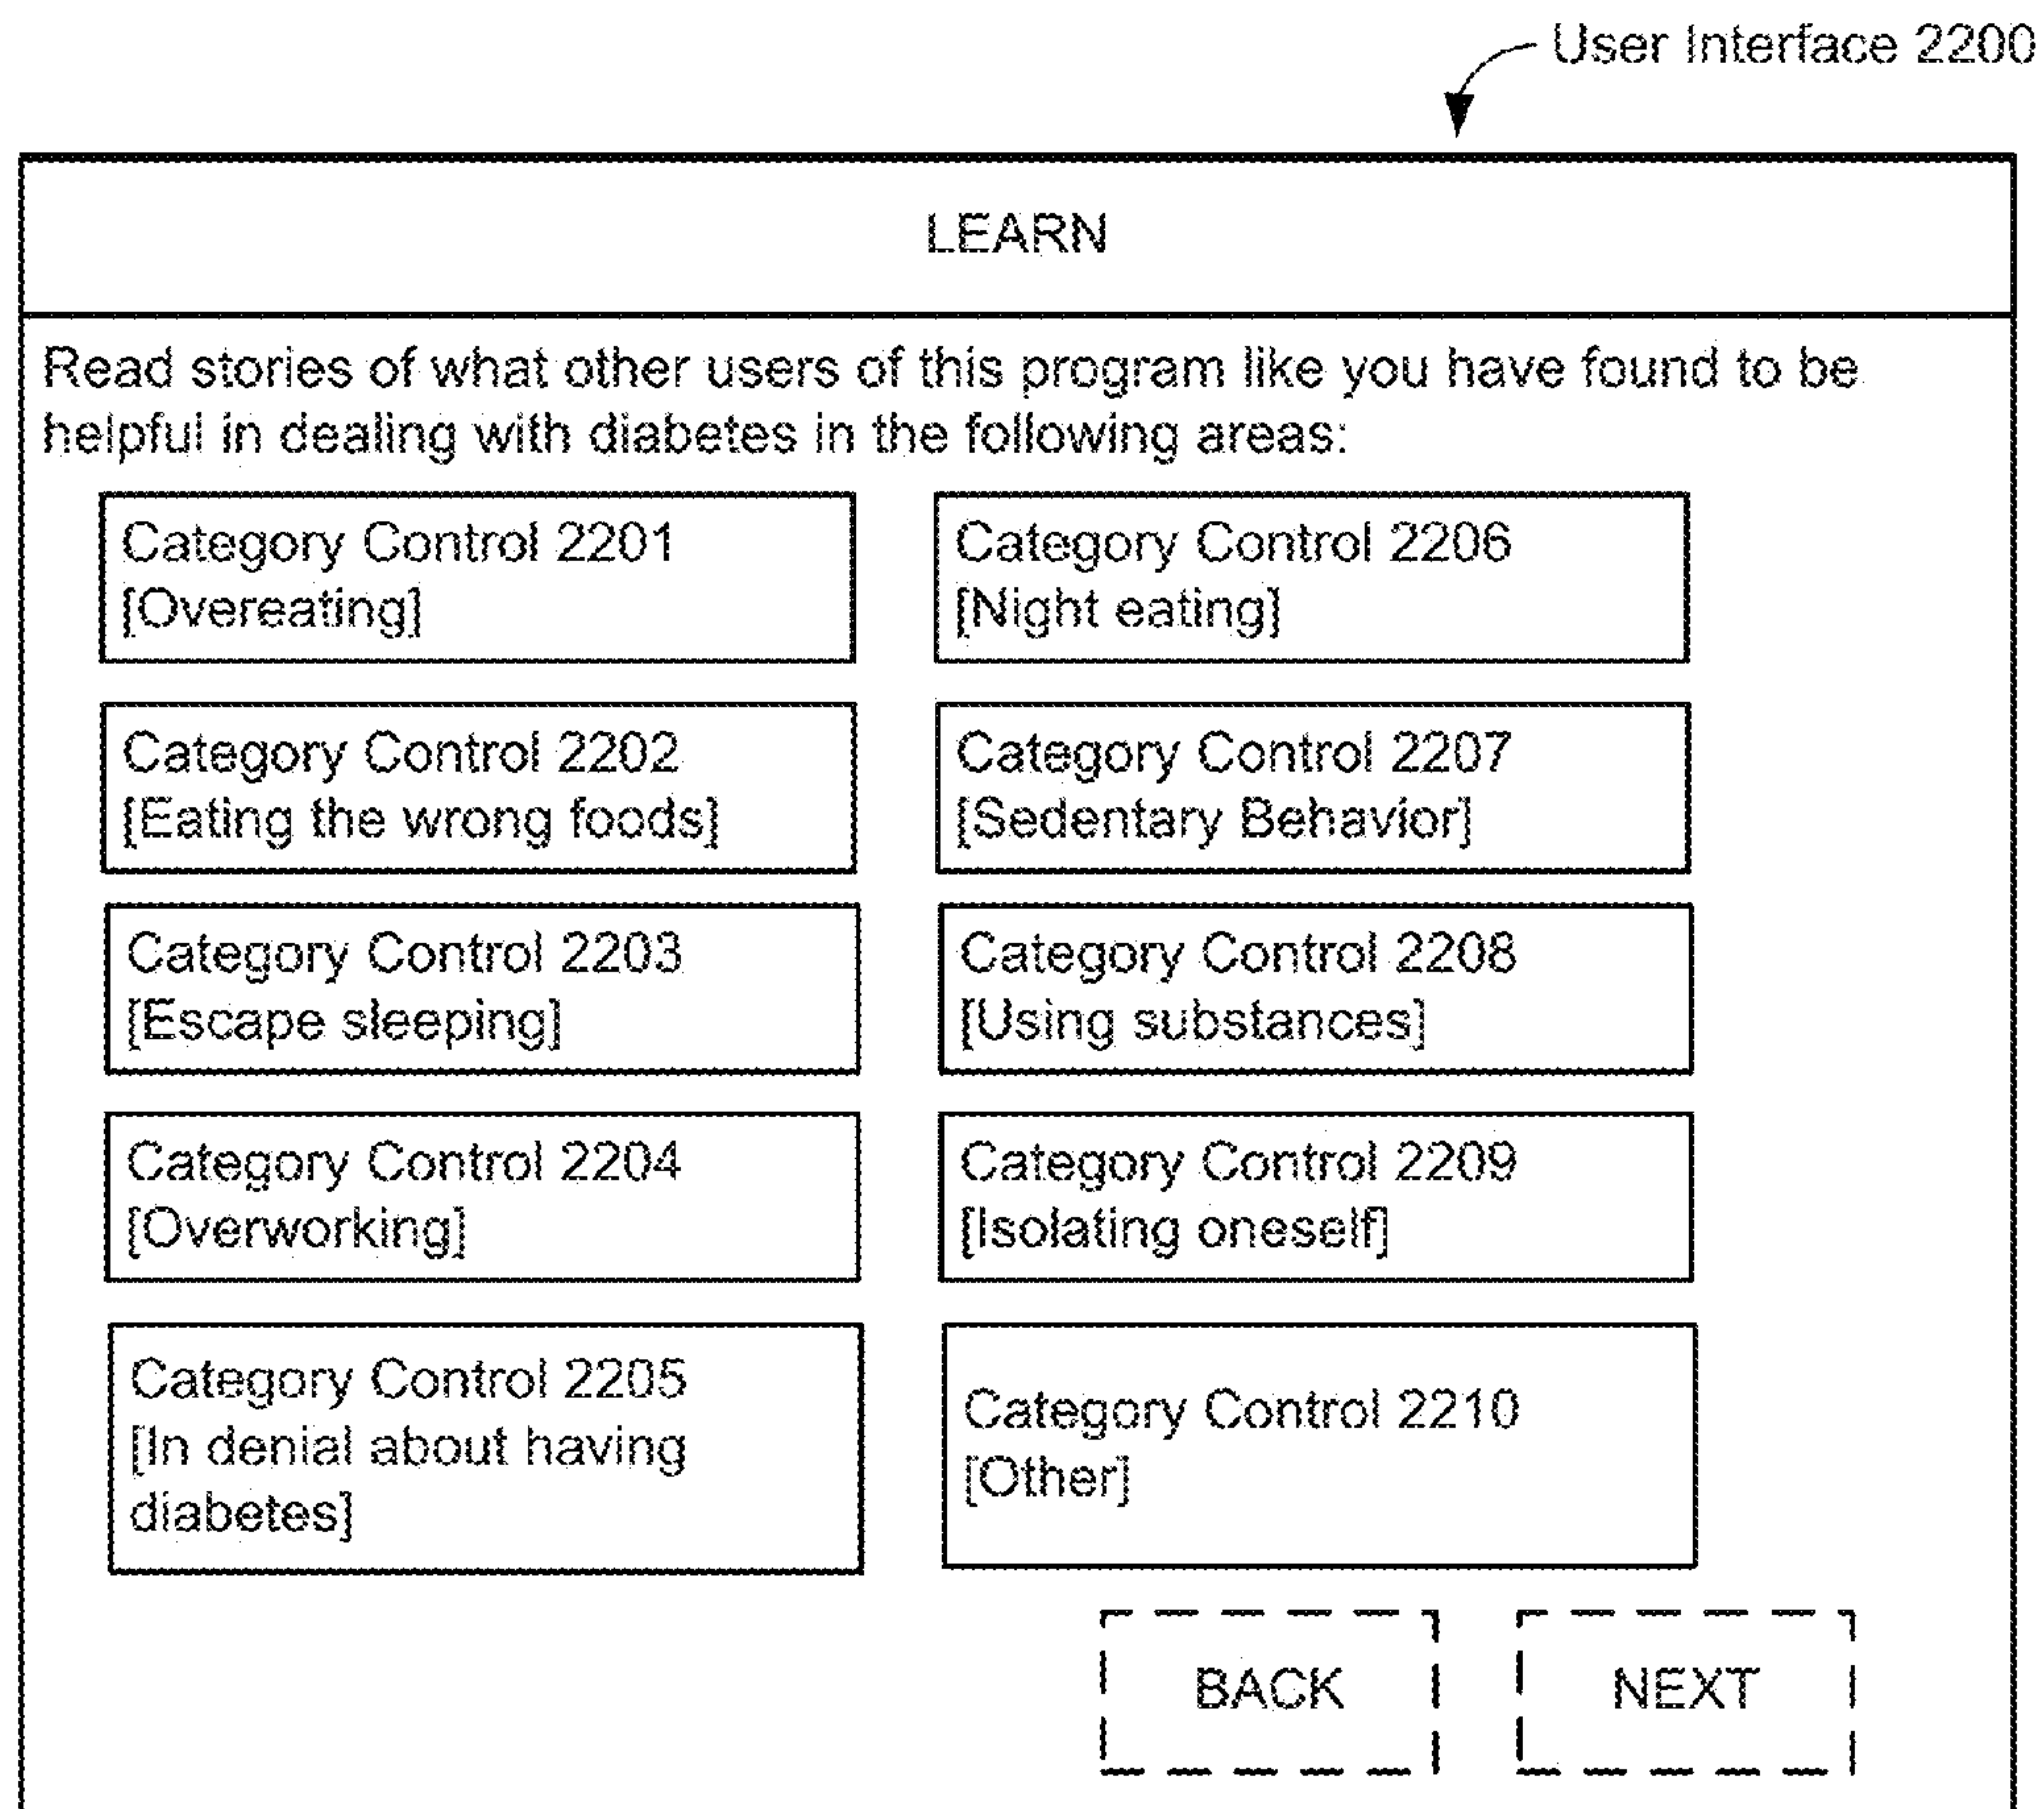 User Interface 2200
LEARN
Read stories of what other users of this program like you have found to be
helpful in dealing with diabetes in the following areas:
Category Control 2201
[Overeating]
Category Control 2206
[Night eating]
Category Control 2202
[Eating the wrong foods]
Category Control 2207
[Sedentary Behavior]
Category Control 2203
[Escape sleeping]
Category Control 2208
[Using substances]
Category Control 2204
[Overworking]
Category Control 2209
[Isolating oneself]
Category Control 2205
[In denial about having
diabetes]
Category Control 2210
[Other]
BACK
NEXT